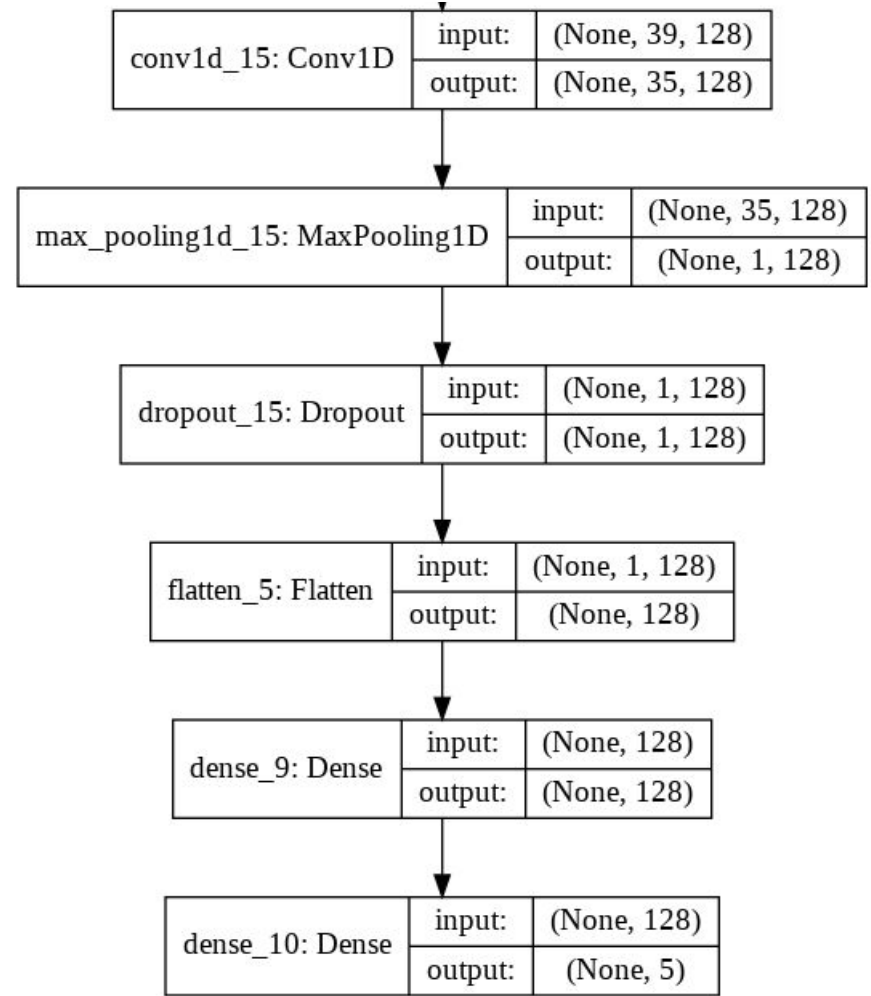 conv1d_15: Conv1D
input: (None, 39, 128)
output: (None, 35, 128)
max_pooling1d_15: MaxPooling1D
input: (None, 35, 128)
output: (None, 1, 128)
dropout_15: Dropout
input: (None, 1, 128)
output: (None, 1, 128)
flatten_5: Flatten
input: (None, 1, 128)
output: (None, 128)
dense_9: Dense
input: (None, 128)
output: (None, 128)
dense_10: Dense
input: (None, 128)
output: (None, 5)